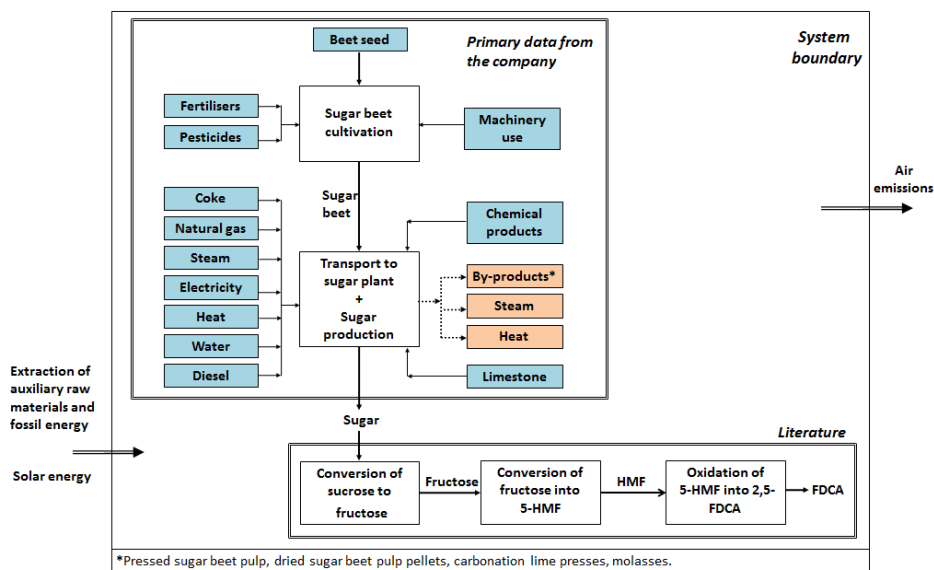 Beet seed
Primary data from
the company
System
boundary
Fertilisers
Pesticides
Sugar beet
cultivation
Machinery
use
Air
emissions
Sugar
beet
Coke
Natural gas
Steam
Electricity
Heat
Water
Diesel
Chemical
products
Transport to
sugar plant
+
Sugar
production
By-products*
Steam
Heat
Limestone
Extraction of
auxiliary raw
materials and
fossil energy
Solar energy
Sugar
Literature
Conversion of
sucrose to
fructose
Fructose
Conversion of
fructose into
5-HMF
HMF
Oxidation of
5-HMF into 2,5-
FDCA
FDCA
*Pressed sugar beet pulp, dried sugar beet pulp pellets, carbonation lime presses, molasses.